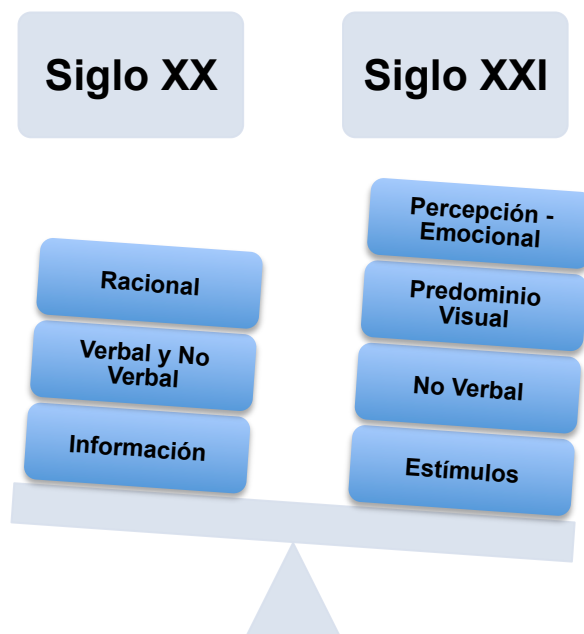 Siglo XX
Siglo XXI
Racional
Verbal y No
Verbal
Información
Percepción -
Emocional
Predominio
Visual
No Verbal
Estímulos